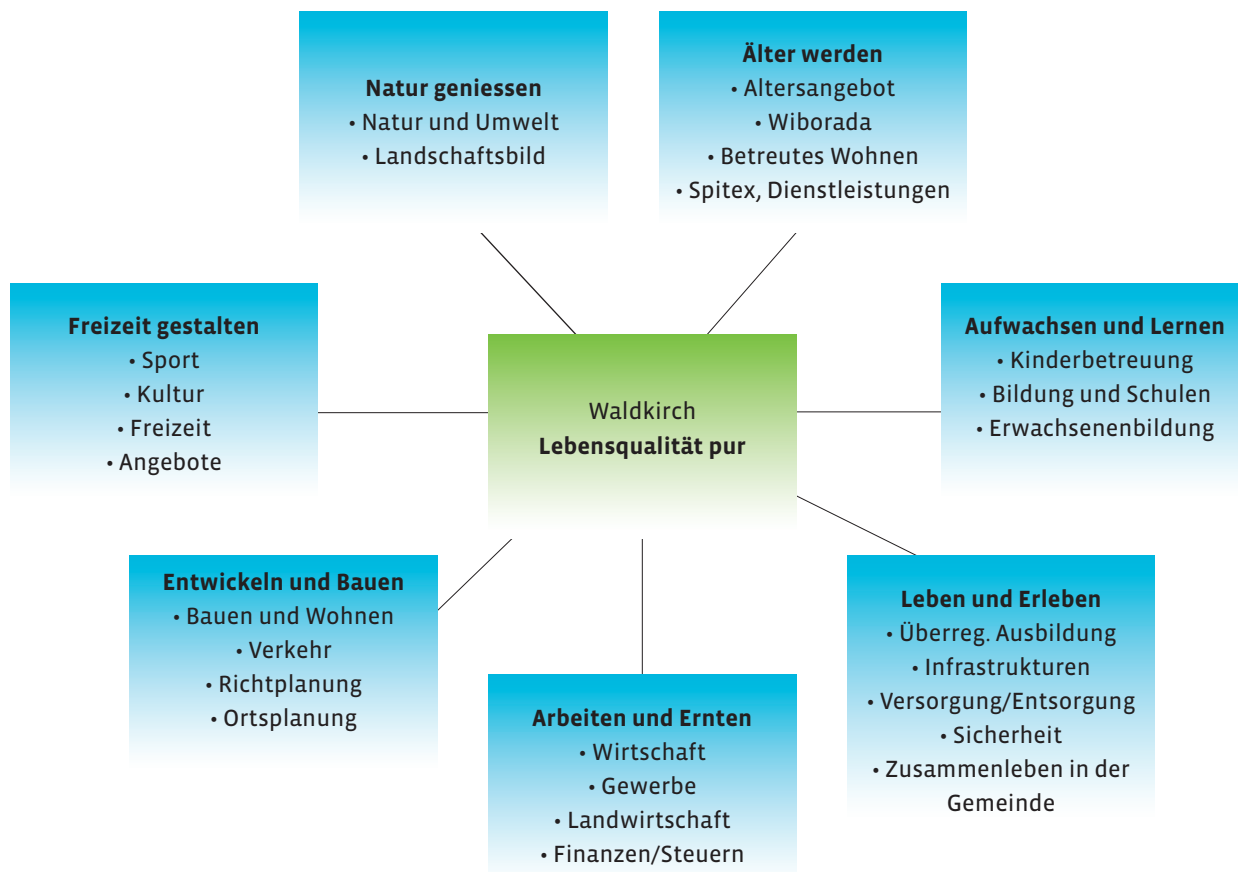 Natur geniessen
• Natur und Umwelt
• Landschaftsbild
Älter werden
• Altersangebot
• Wiborada
• Betreutes Wohnen
• Spitex, Dienstleistungen
Freizeit gestalten
• Sport
• Kultur
• Freizeit
• Angebote
Waldkirch
Lebensqualität pur
Aufwachsen und Lernen
• Kinderbetreuung
• Bildung und Schulen
• Erwachsenenbildung
Entwickeln und Bauen
• Bauen und Wohnen
• Verkehr
• Richtplanung
• Ortsplanung
Arbeiten und Ernten
• Wirtschaft
• Gewerbe
• Landwirtschaft
• Finanzen/Steuern
Leben und Erleben
• Überreg. Ausbildung
• Infrastrukturen
• Versorgung/Entsorgung
• Sicherheit
• Zusammenleben in der
Gemeinde